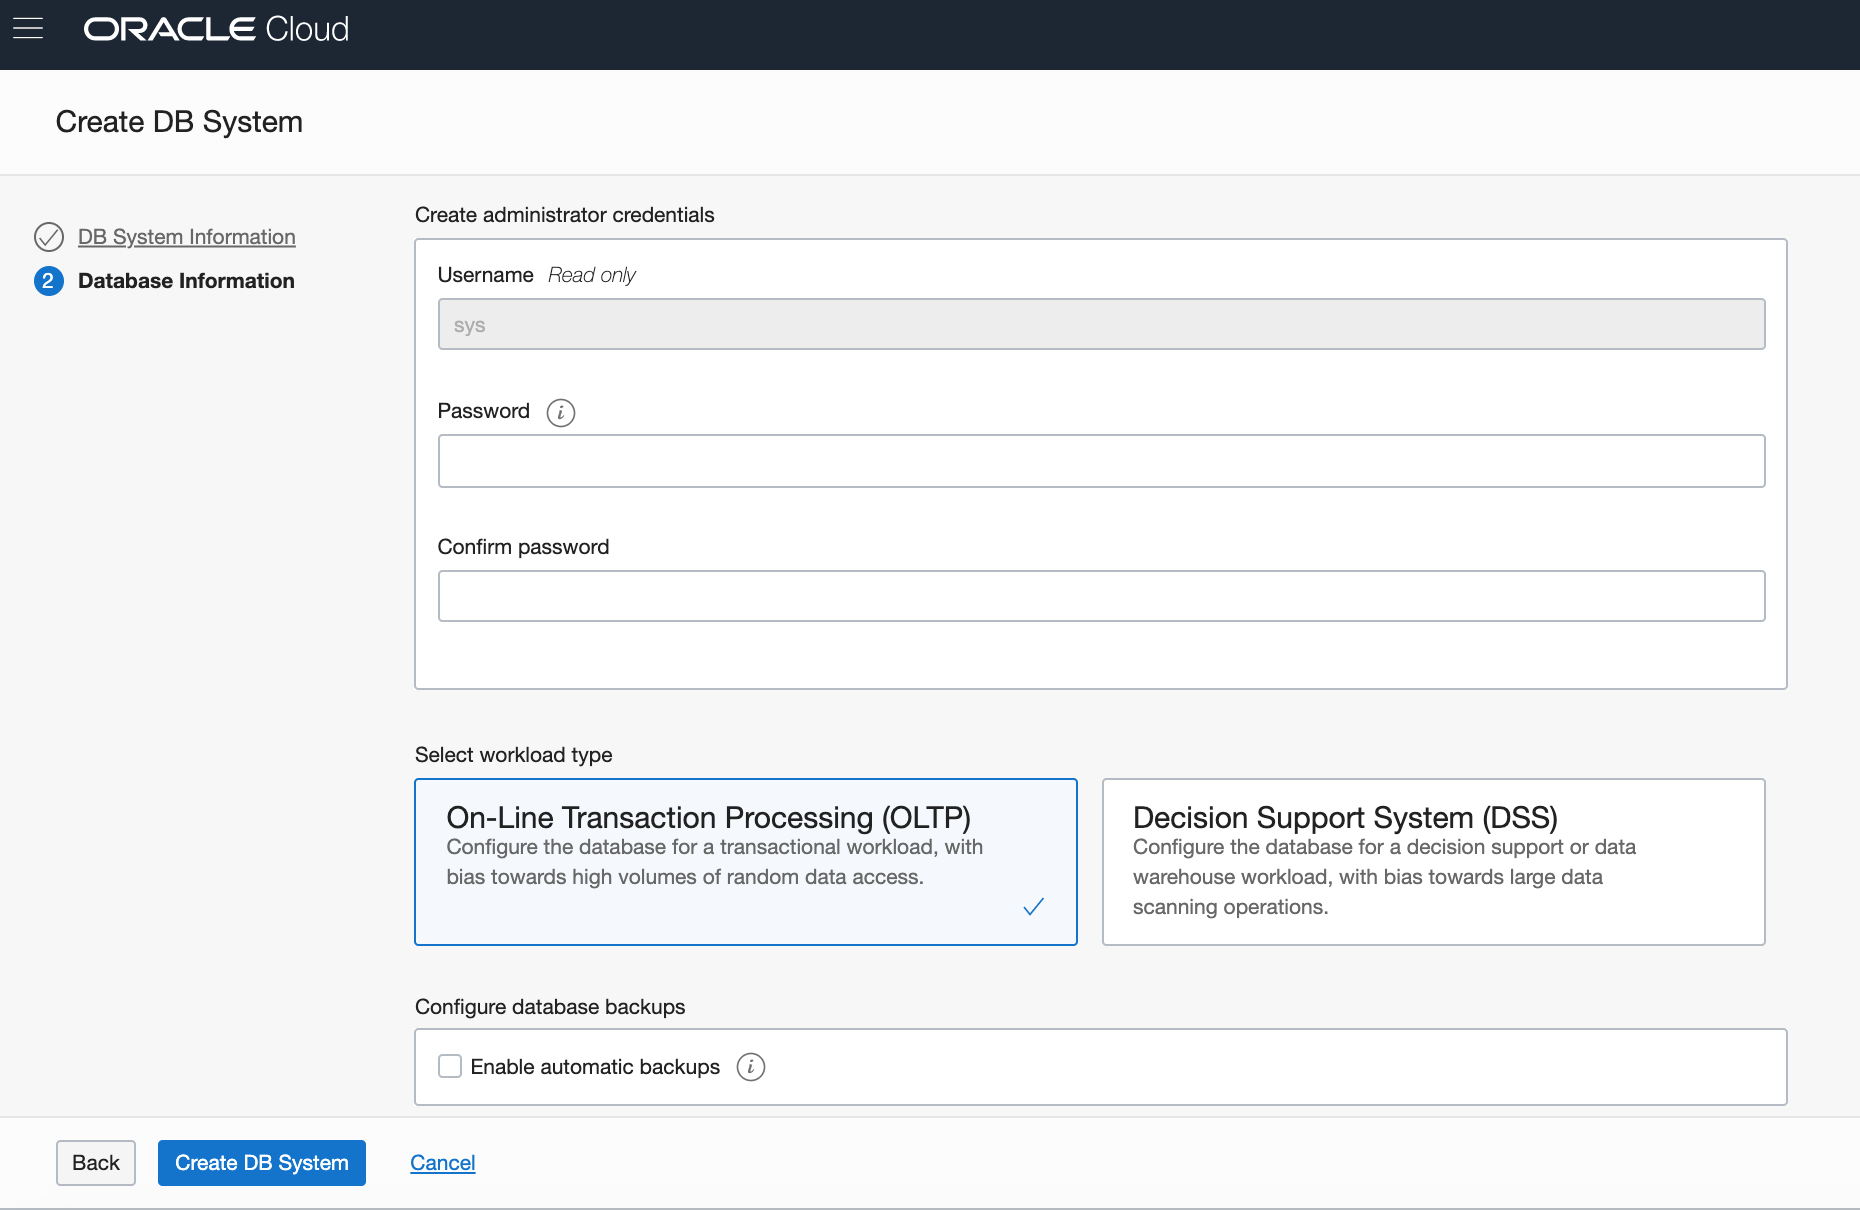 ORACLE Cloud
Create DB System
DB System Information
2 Database Information
Create administrator credentials
Username Read only
sys
Password i
Confirm password
Select workload type
On-Line Transaction Processing (OLTP)
Configure the database for a transactional workload, with
bias towards high volumes of random data access.
Decision Support System (DSS)
Configure the database for a decision support or data
warehouse workload, with bias towards large data
scanning operations.
Configure database backups
Enable automatic backups i
Back Create DB System Cancel